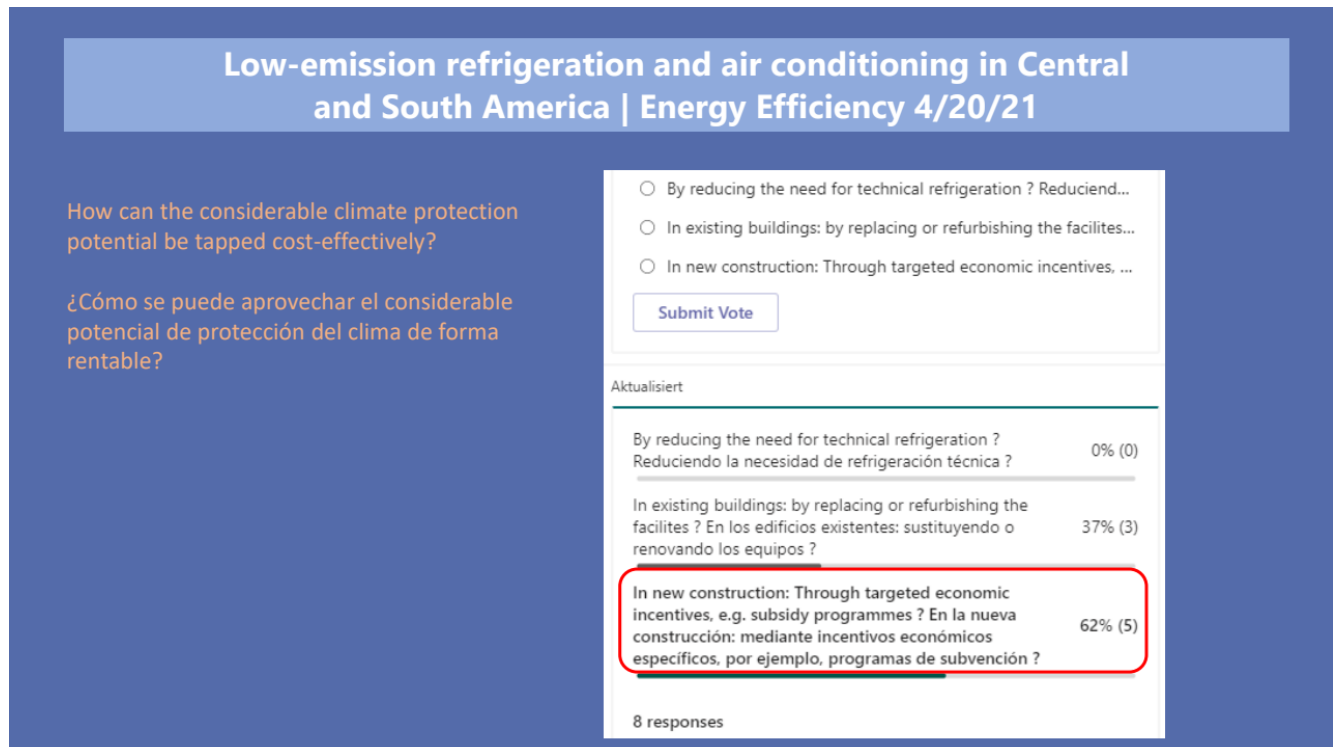 Low-emission refrigeration and air conditioning in Central
and South America | Energy Efficiency 4/20/21
How can the considerable climate protection
potential be tapped cost-effectively?
¿Cómo se puede aprovechar el considerable
potencial de protección del clima de forma
rentable?
By reducing the need for technical refrigeration ? Reduciend...
In existing buildings: by replacing or refurbishing the facilites...
In new construction: Through targeted economic incentives, ...
Submit Vote
Aktualisiert
By reducing the need for technical refrigeration ?
Reduciendo la necesidad de refrigeración técnica ?
0% (0)
In existing buildings: by replacing or refurbishing the
facilites ? En los edificios existentes: sustituyendo o
renovando los equipos ?
37% (3)
In new construction: Through targeted economic
incentives, e.g. subsidy programmes ? En la nueva
construcción: mediante incentivos económicos
específicos, por ejemplo, programas de subvención ?
62% (5)
8 responses